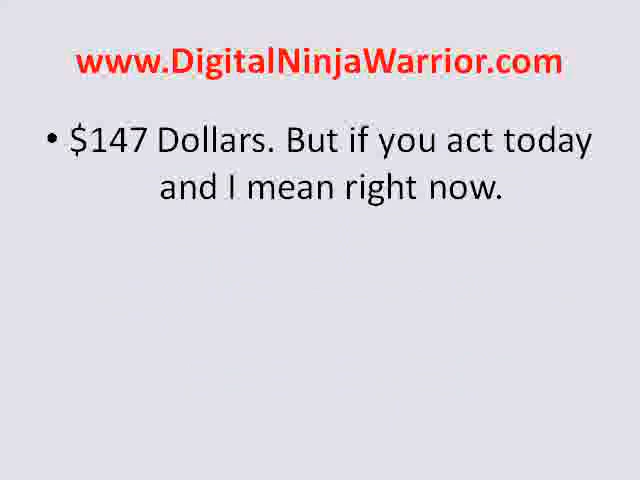 www.DigitalNinjaWarrior.com
• $147 Dollars. But if you act today
and I mean right now.